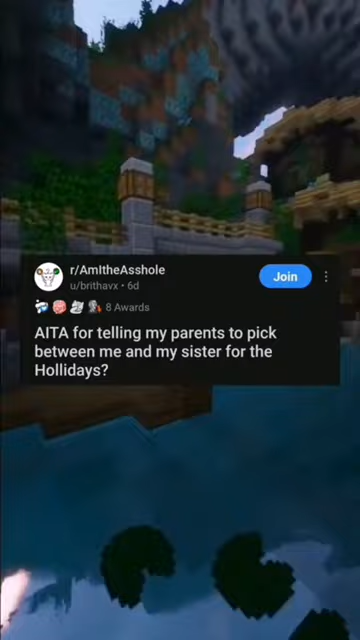 r/AmItheAsshole
u/brithavx • 6d
Join
8 Awards
AITA for telling my parents to pick
between me and my sister for the
Hollidays?